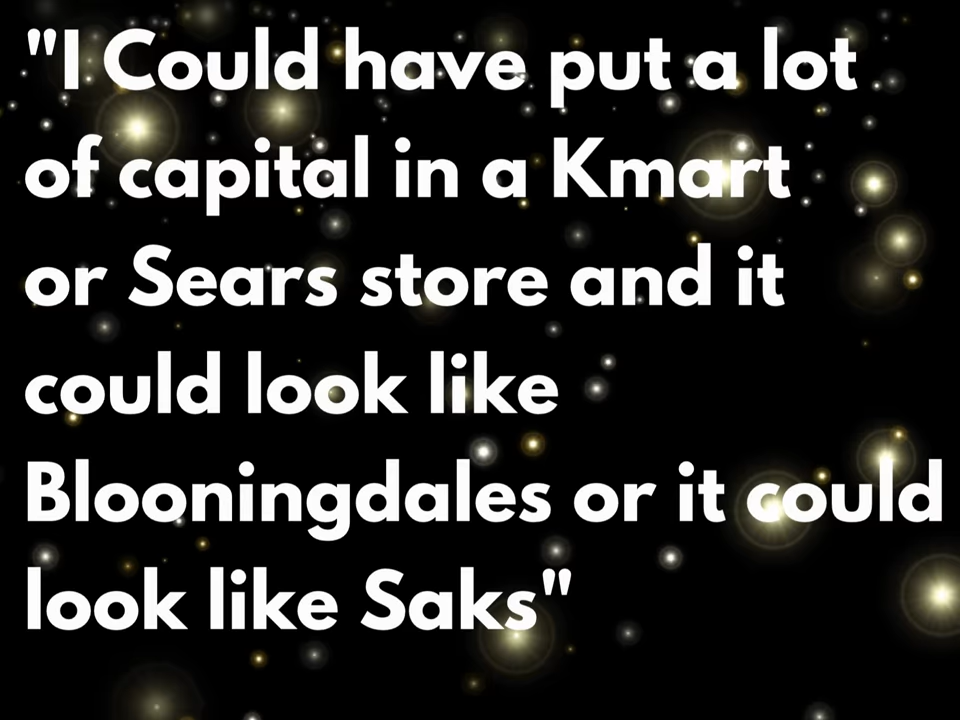 "I Could have put a lot
of capital in a Kmart
or Sears store and it
could look like
Blooningdales or it could
look like Saks"